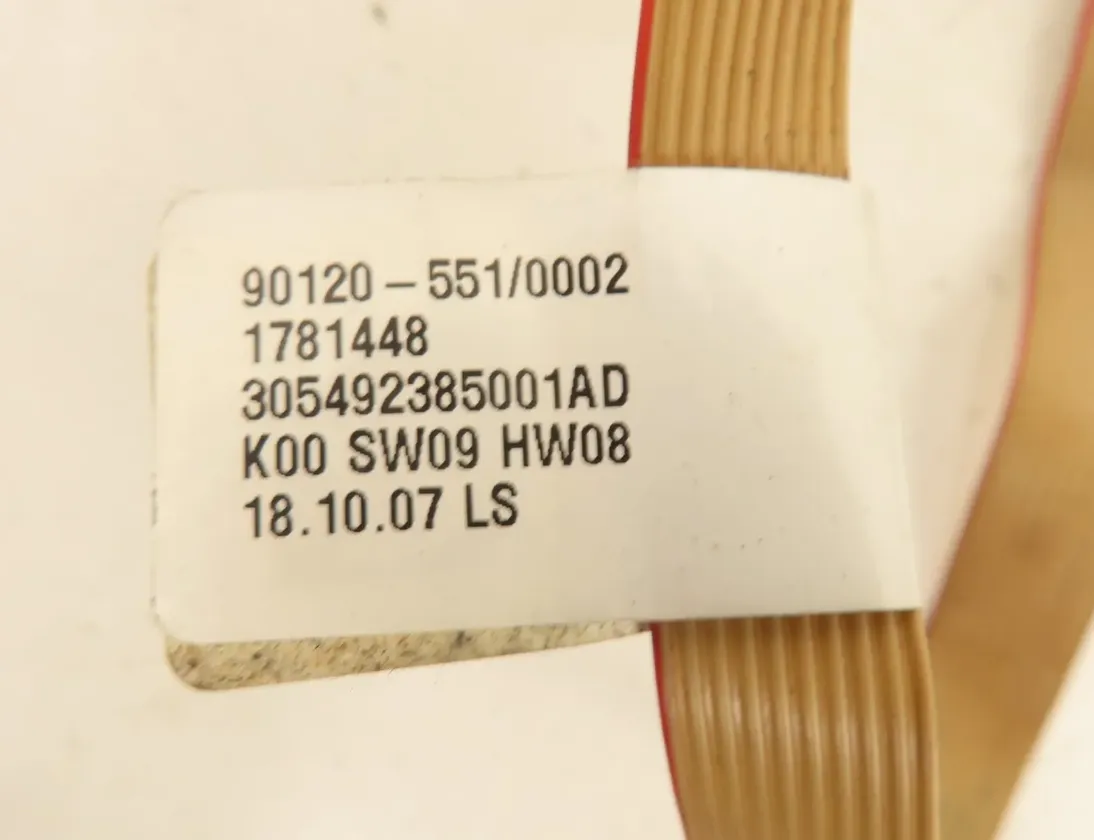 90120-551/0002
1781448
305492385001AD
K00 SW09 HW08
18.10.07 LS